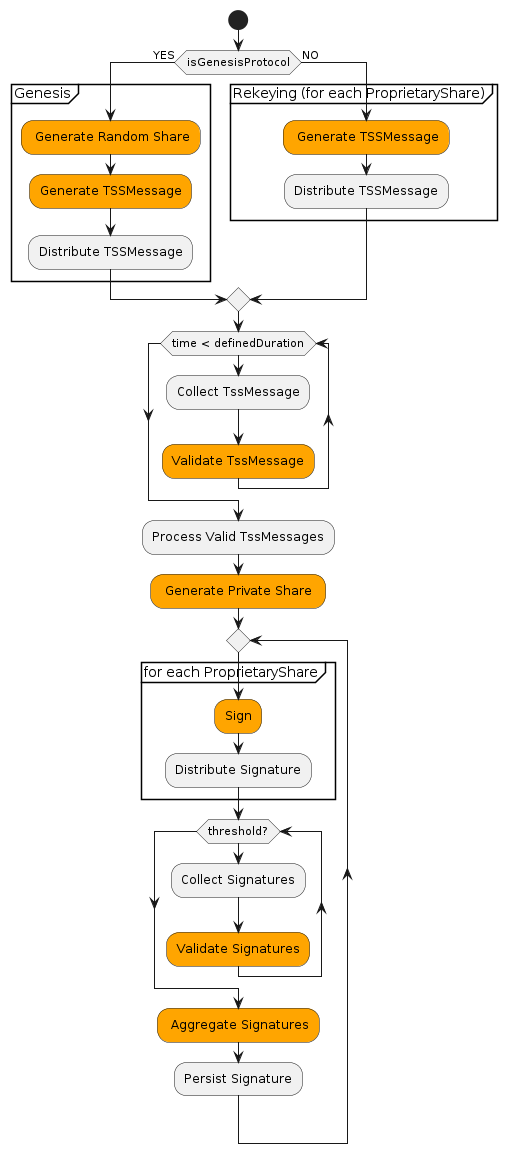 isGenesisProtocol
YES
NO
Genesis
Generate Random Share
Generate TSSMessage
Distribute TSSMessage
Rekeying (for each ProprietaryShare)
Generate TSSMessage
Distribute TSSMessage
time < definedDuration
Collect TssMessage
Validate TssMessage
Process Valid TssMessages
Generate Private Share
for each ProprietaryShare
Sign
Distribute Signature
threshold?
Collect Signatures
Validate Signatures
Aggregate Signatures
Persist Signature